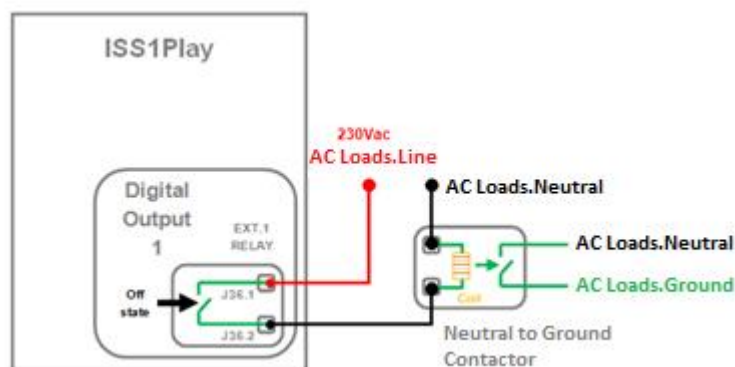 ISS1Play
230Vac
AC Loads.Line
AC Loads.Neutral
Digital
Output
1
EXT.1
RELAY
AC Loads.Neutral
J36.1
Off
state
Coil
AC Loads.Ground
J36.2
Neutral to Ground
Contactor